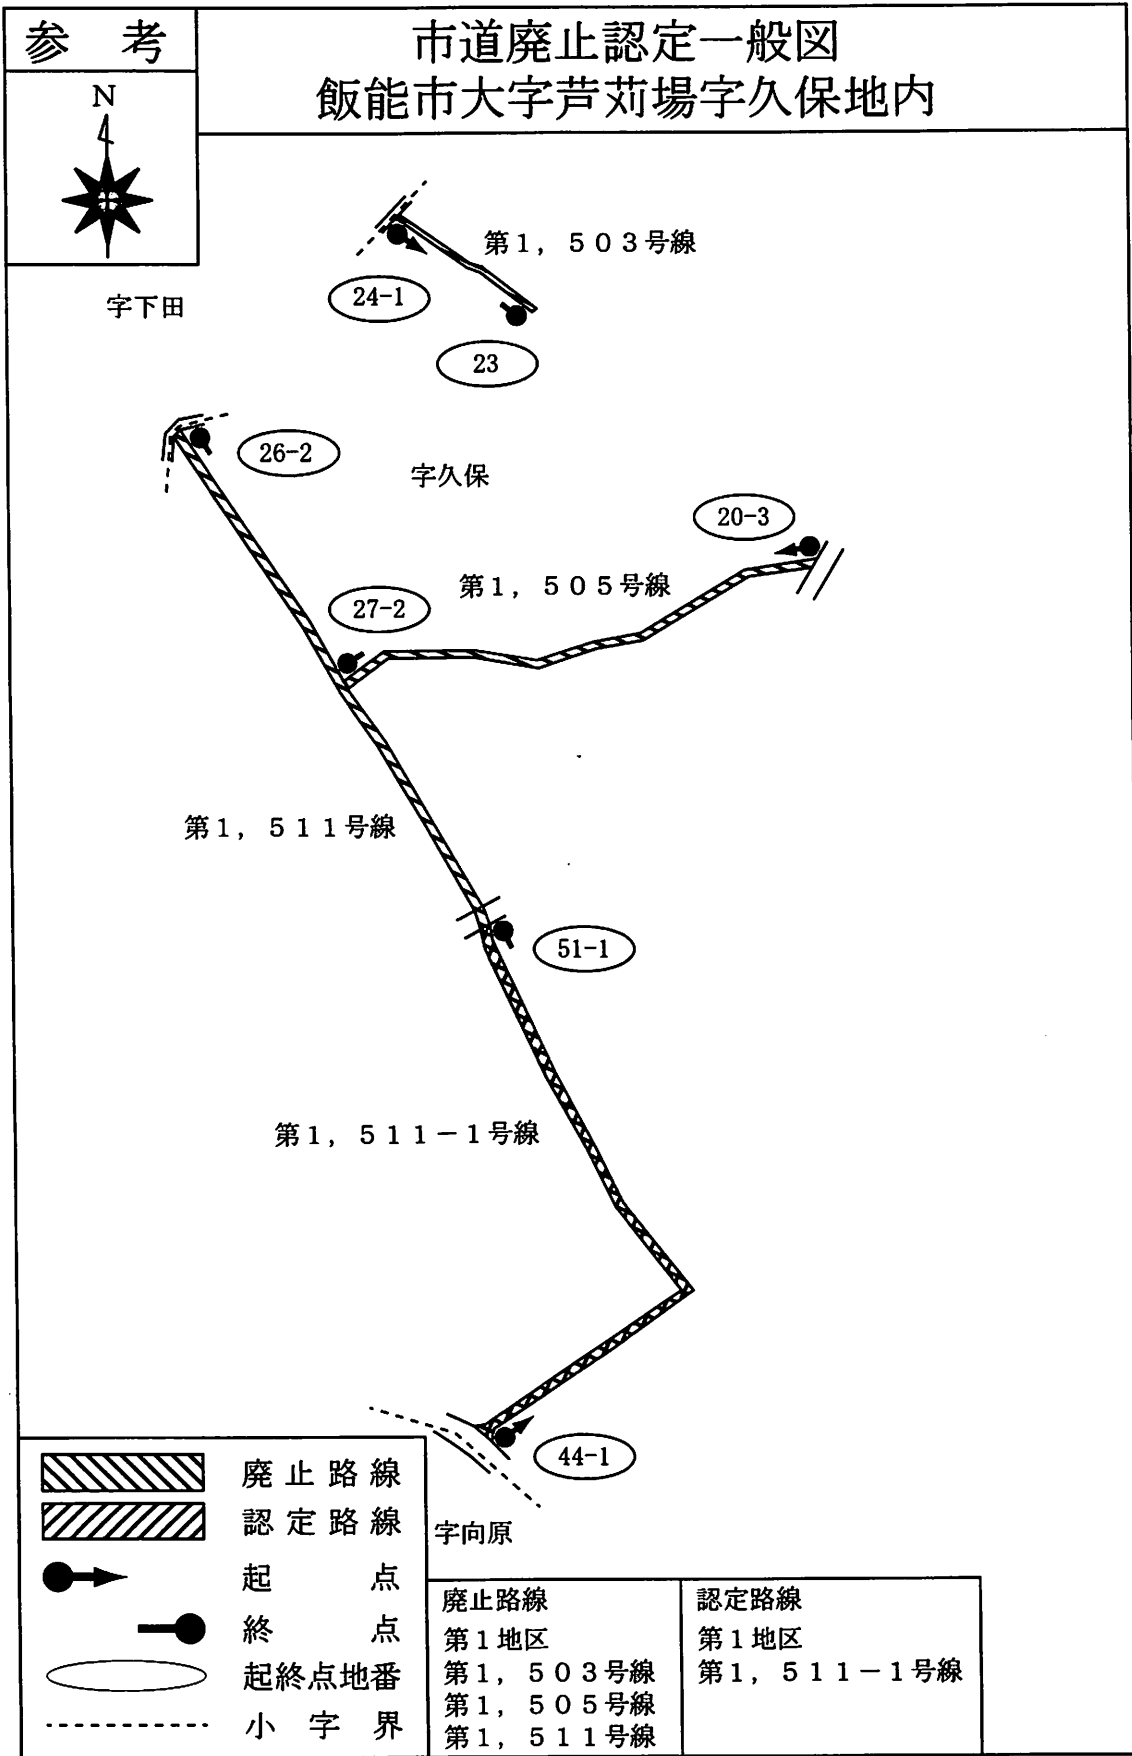 参 考
市道廃止認定一般図
飯能市大字芦苅場字久保地内
N
第１，５０３号線
24-1
字下田
23
26-2
字久保
20-3
第１，５０５号線
27-2
第１，５１１号線
51-1
第１，５１１－１号線
44-1
字向原
廃止路線
認定路線
起 点
終 点
起終点地番
小 字 界
廃止路線
第１地区
第１，５０３号線
第１，５０５号線
第１，５１１号線
認定路線
第１地区
第１，５１１－１号線